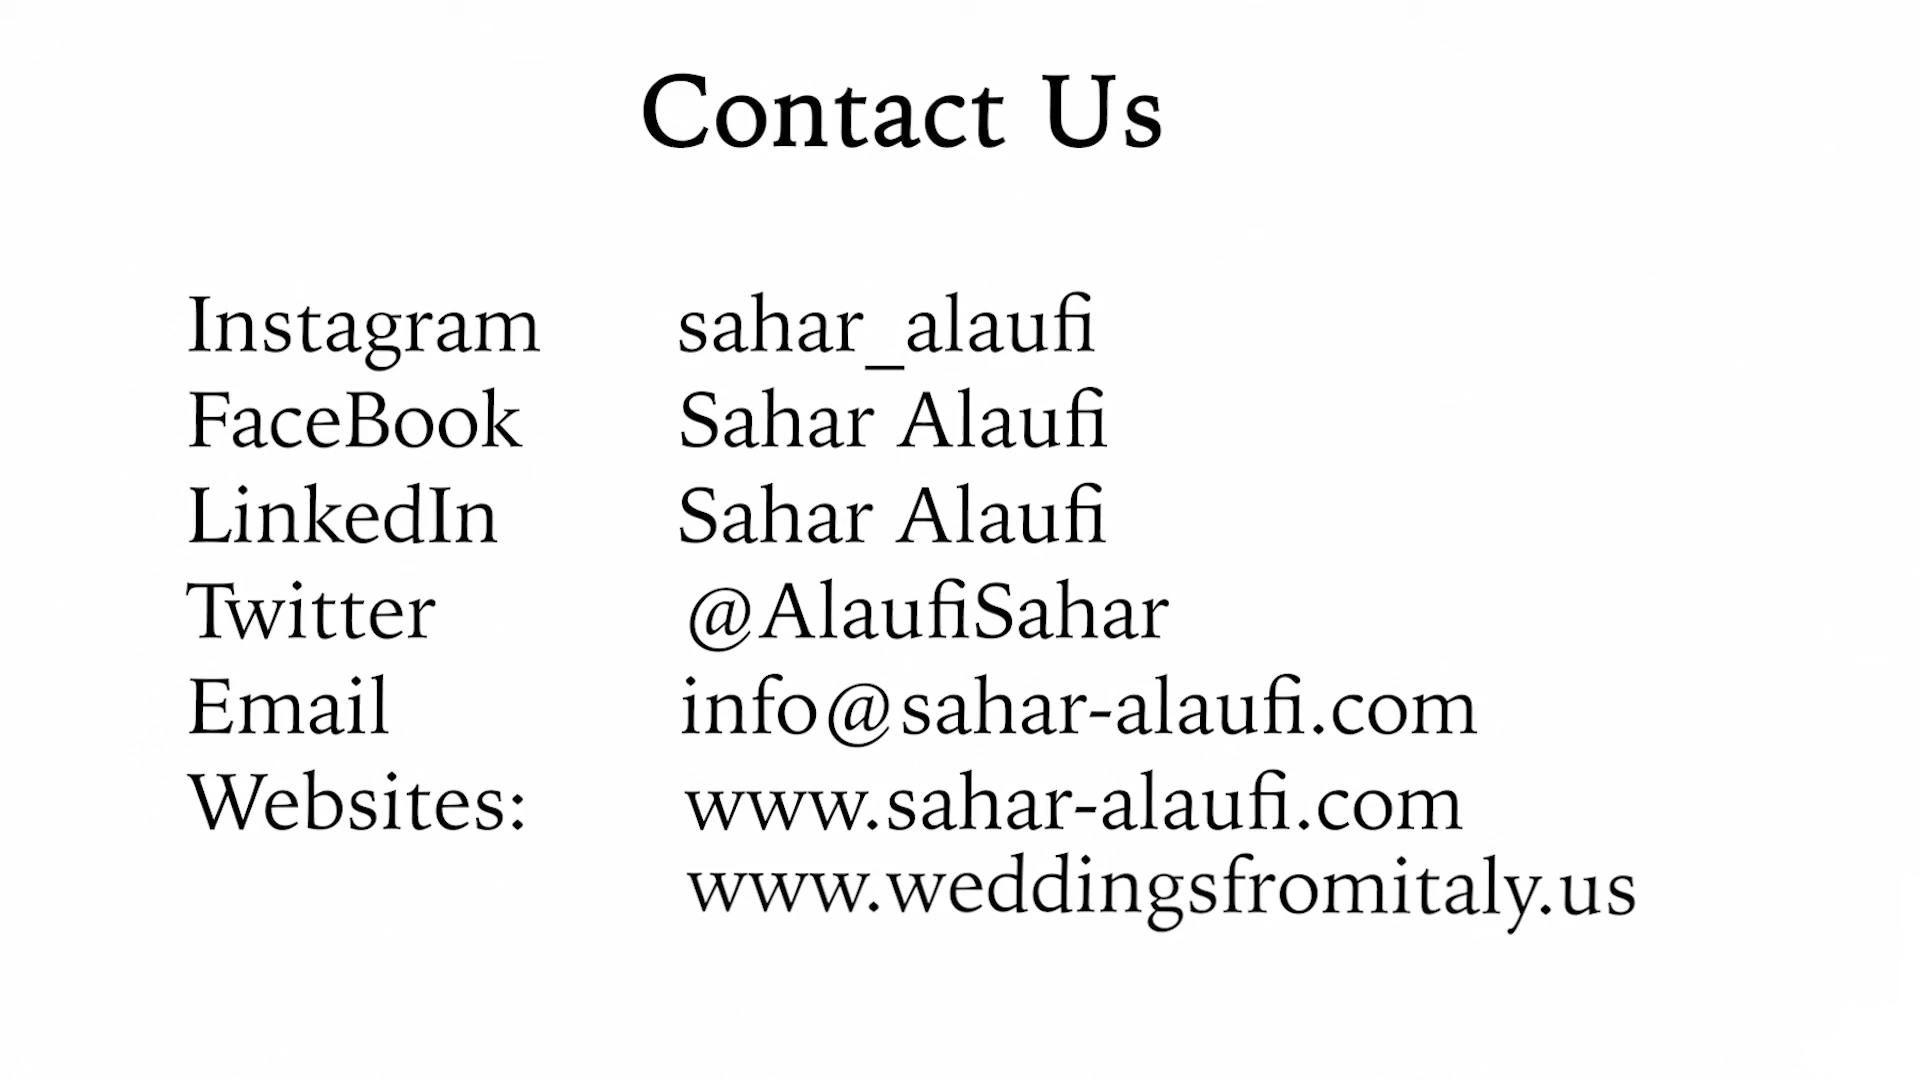 Contact Us
Instagram sahar_alaufi
FaceBook Sahar Alaufi
LinkedIn Sahar Alaufi
Twitter @AlaufiSahar
Email info@sahar-alaufi.com
Websites: www.sahar-alaufi.com
www.weddingsfromitaly.us